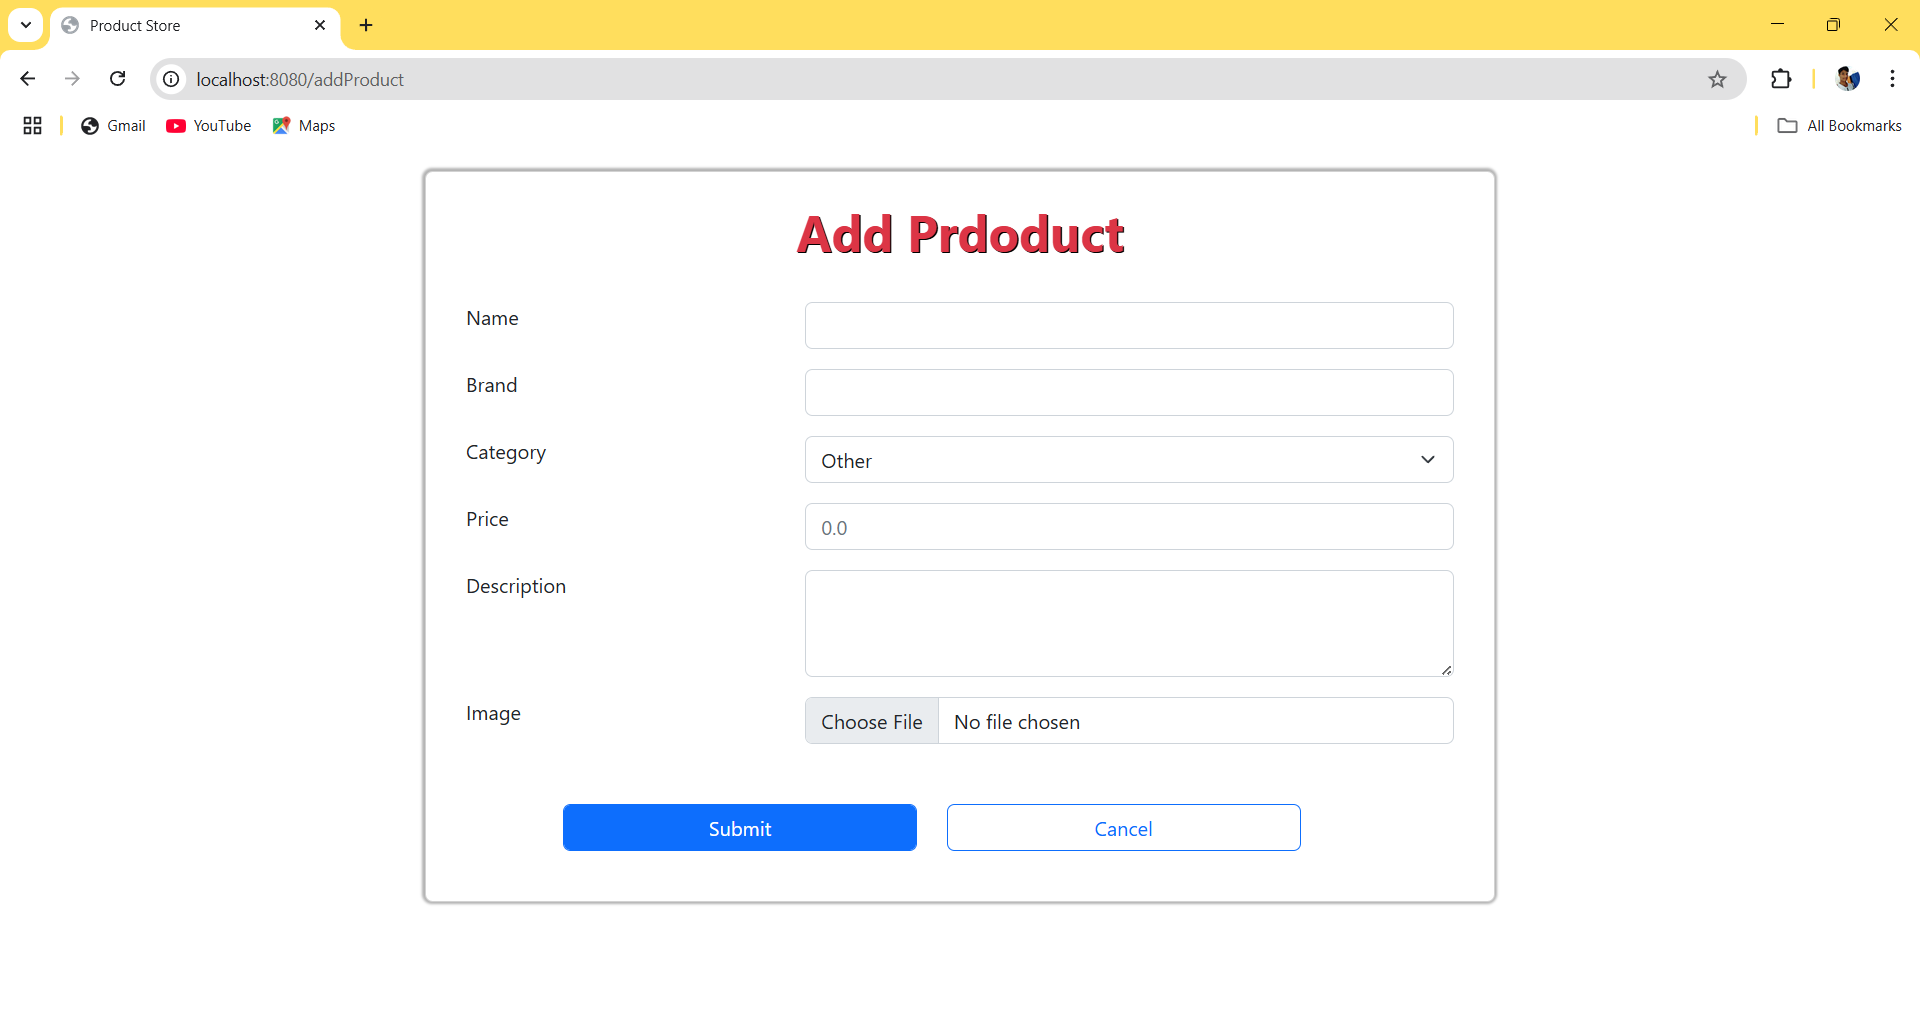 Product Store
localhost:8080/addProduct
Gmail YouTube Maps All Bookmarks
Add Prdoduct
Name
Brand
Category Other
Price 0.0
Description
Image Choose File No file chosen
Submit Cancel